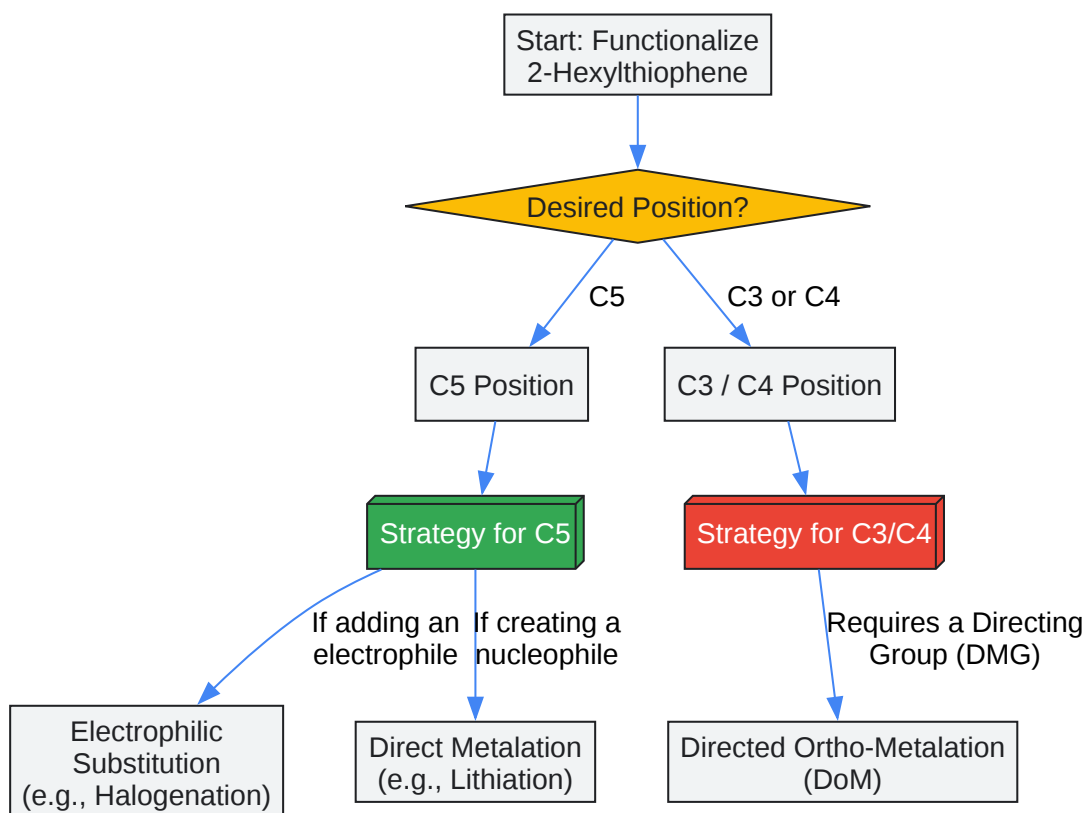 Start: Functionalize
2-Hexylthiophene
Desired Position?
C5
C3 or C4
C5 Position
C3 / C4 Position
Strategy for C5
Strategy for C3/C4
If adding an
electrophile
If creating a
nucleophile
Requires a Directing
Group (DMG)
Electrophilic
Substitution
(e.g., Halogenation)
Direct Metalation
(e.g., Lithiation)
Directed Ortho-Metalation
(DoM)